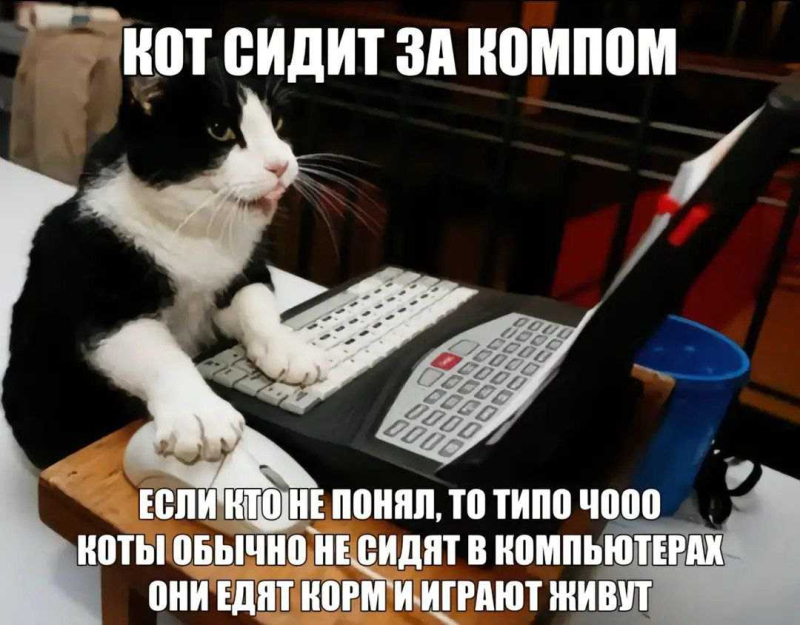 КОТ СИДИТ ЗА КОМПОМ
ЕСЛИ КТО НЕ ПОНЯЛ, ТО ТИПО ЧООО
КОТЫ ОБЫЧНО НЕ СИДЯТ В КОМПЬЮТЕРАХ
ОНИ ЕДЯТ КОРМ И ИГРАЮТ ЖИВУТ